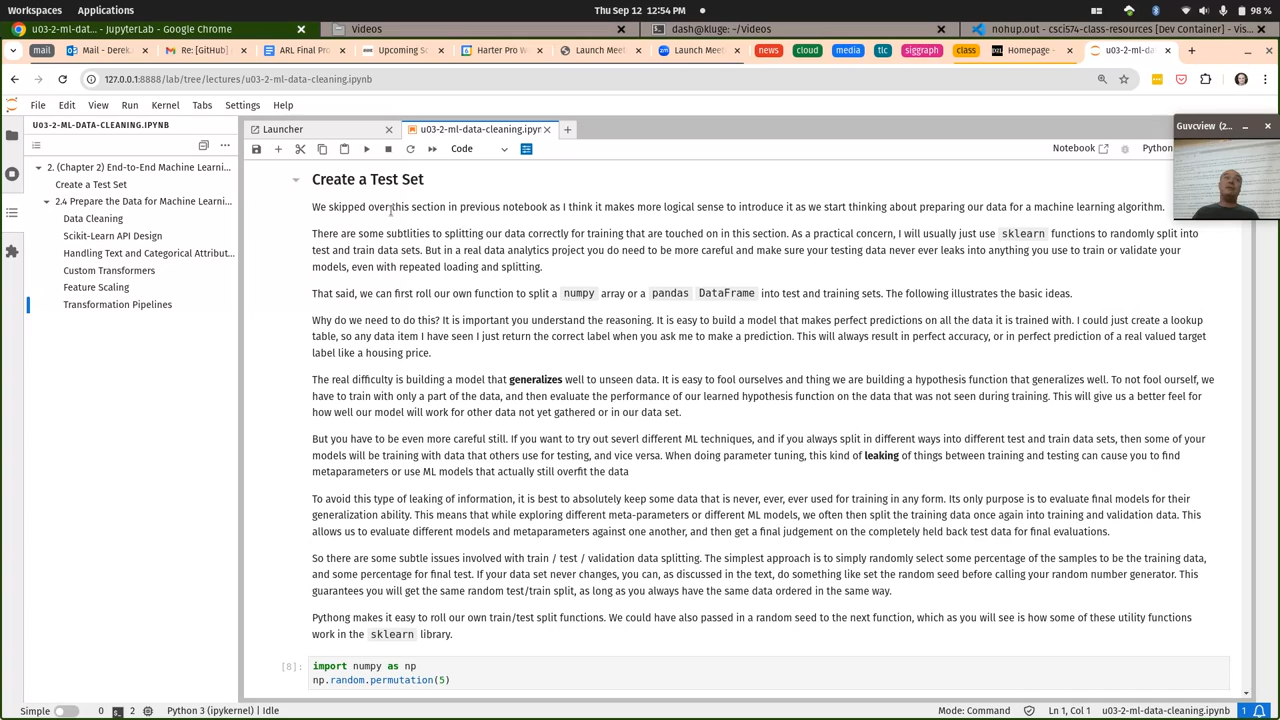 Workspaces Applications Thu Sep 12 12:54 PM 98 %
u03-2-ml-dat... - JupyterLab - Google Chrome Videos dash@kluge:~/Videos nohup.out - csci574-class-resources [Dev Container] - Vis...
mail Mail - Derek. Re: [GitHub] ARL Final Pro Upcoming Sc Harter Pro W Launch Meet Launch Meet news cloud media tlc siggraph class Homepage - u03-2-ml-da
127.0.0.1:8888/lab/tree/lectures/u03-2-ml-data-cleaning.ipynb
File Edit View Run Kernel Tabs Settings Help
U03-2-ML-DATA-CLEANING.IPYNB
Launcher
u03-2-ml-data-cleaning.ipyr
Guvcview (2...
Code
Notebook
Python
2. (Chapter 2) End-to-End Machine Learni...
Create a Test Set
2.4 Prepare the Data for Machine Learni...
Data Cleaning
Scikit-Learn API Design
Handling Text and Categorical Attribut...
Custom Transformers
Feature Scaling
Transformation Pipelines
Create a Test Set
We skipped over this section in previous notebook as I think it makes more logical sense to introduce it as we start thinking about preparing our data for a machine learning algorithm.
There are some subtlities to splitting our data correctly for training that are touched on in this section. As a practical concern, I will usually just use sklearn functions to randomly split into
test and train data sets. But in a real data analytics project you do need to be more careful and make sure your testing data never ever leaks into anything you use to train or validate your
models, even with repeated loading and splitting.
That said, we can first roll our own function to split a numpy array or a pandas DataFrame into test and training sets. The following illustrates the basic ideas.
Why do we need to do this? It is important you understand the reasoning. It is easy to build a model that makes perfect predictions on all the data it is trained with. I could just create a lookup
table, so any data item I have seen I just return the correct label when you ask me to make a prediction. This will always result in perfect accuracy, or in perfect prediction of a real valued target
label like a housing price.
The real difficulty is building a model that generalizes well to unseen data. It is easy to fool ourselves and thing we are building a hypothesis function that generalizes well. To not fool ourself, we
have to train with only a part of the data, and then evaluate the performance of our learned hypothesis function on the data that was not seen during training. This will give us a better feel for
how well our model will work for other data not yet gathered or in our data set.
But you have to be even more careful still. If you want to try out severl different ML techniques, and if you always split in different ways into different test and train data sets, then some of your
models will be training with data that others use for testing, and vice versa. When doing parameter tuning, this kind of leaking of things between training and testing can cause you to find
metaparameters or use ML models that actually still overfit the data
To avoid this type of leaking of information, it is best to absolutely keep some data that is never, ever, ever used for training in any form. Its only purpose is to evaluate final models for their
generalization ability. This means that while exploring different meta-parameters or different ML models, we often then split the training data once again into training and validation data. This
allows us to evaluate different models and metaparameters against one another, and then get a final judgement on the completely held back test data for final evaluations.
So there are some subtle issues involved with train / test / validation data splitting. The simplest approach is to simply randomly select some percentage of the samples to be the training data,
and some percentage for final test. If your data set never changes, you can, as discussed in the text, do something like set the random seed before calling your random number generator. This
guarantees you will get the same random test/train split, as long as you always have the same data ordered in the same way.
Pythong makes it easy to roll our own train/test split functions. We could have also passed in a random seed to the next function, which as you will see is how some of these utility functions
work in the sklearn library.
[8]: import numpy as np
np.random.permutation(5)
Simple 0 2 Python 3 (ipykernel) | Idle Mode: Command Ln 1, Col 1 u03-2-ml-data-cleaning.ipynb 1